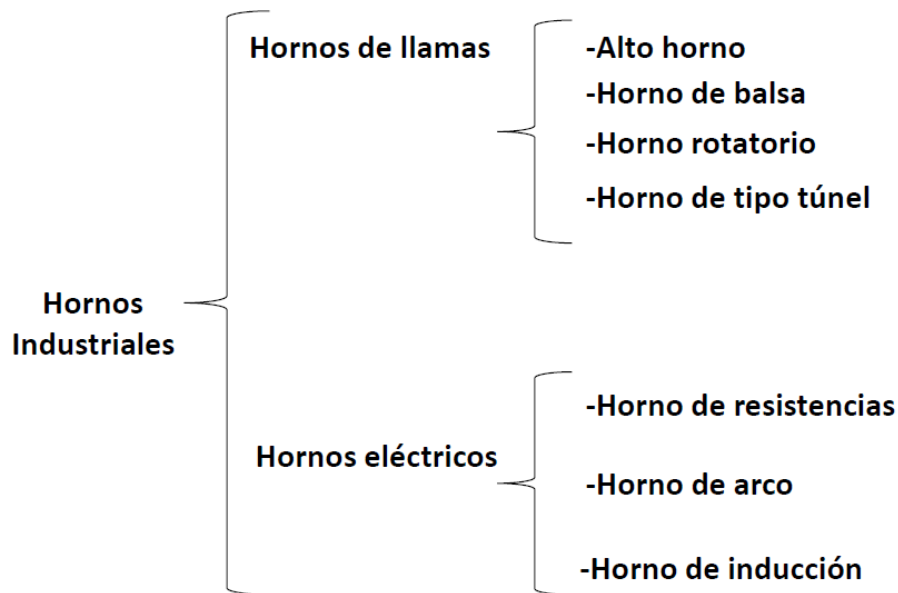 Hornos Industriales
Hornos de llamas
-Alto horno
-Horno de balsa
-Horno rotatorio
-Horno de tipo túnel
Hornos eléctricos
-Horno de resistencias
-Horno de arco
-Horno de inducción